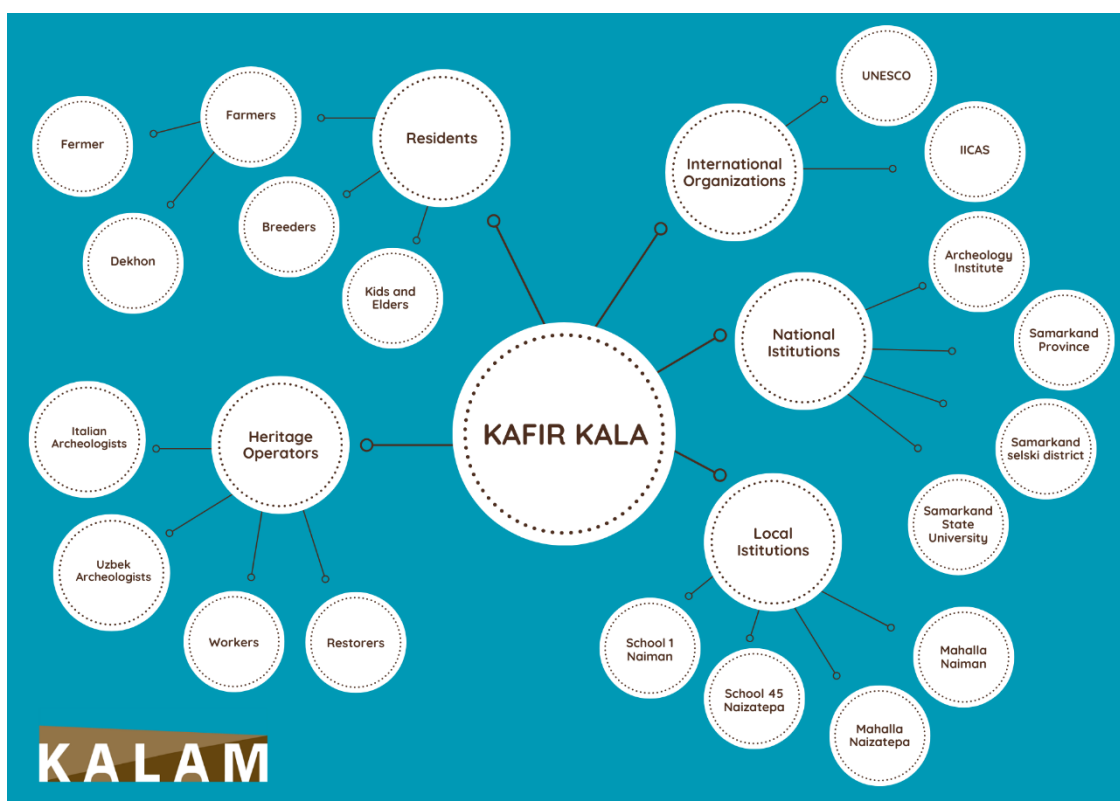 KAFIR KALA
Residents
Farmers
Fermer
Dekhon
Breeders
Kids and
Elders
International
Organizations
UNESCO
IICAS
National
Istitutions
Archeology
Institute
Samarkand
Province
Samarkand
selski district
Samarkand
State
University
Local
Istitutions
School 1
Naiman
School 45
Naizatepa
Mahalla
Naizatepa
Mahalla
Naiman
Heritage
Operators
Italian
Archeologists
Uzbek
Archeologists
Workers
Restorers
KALAM